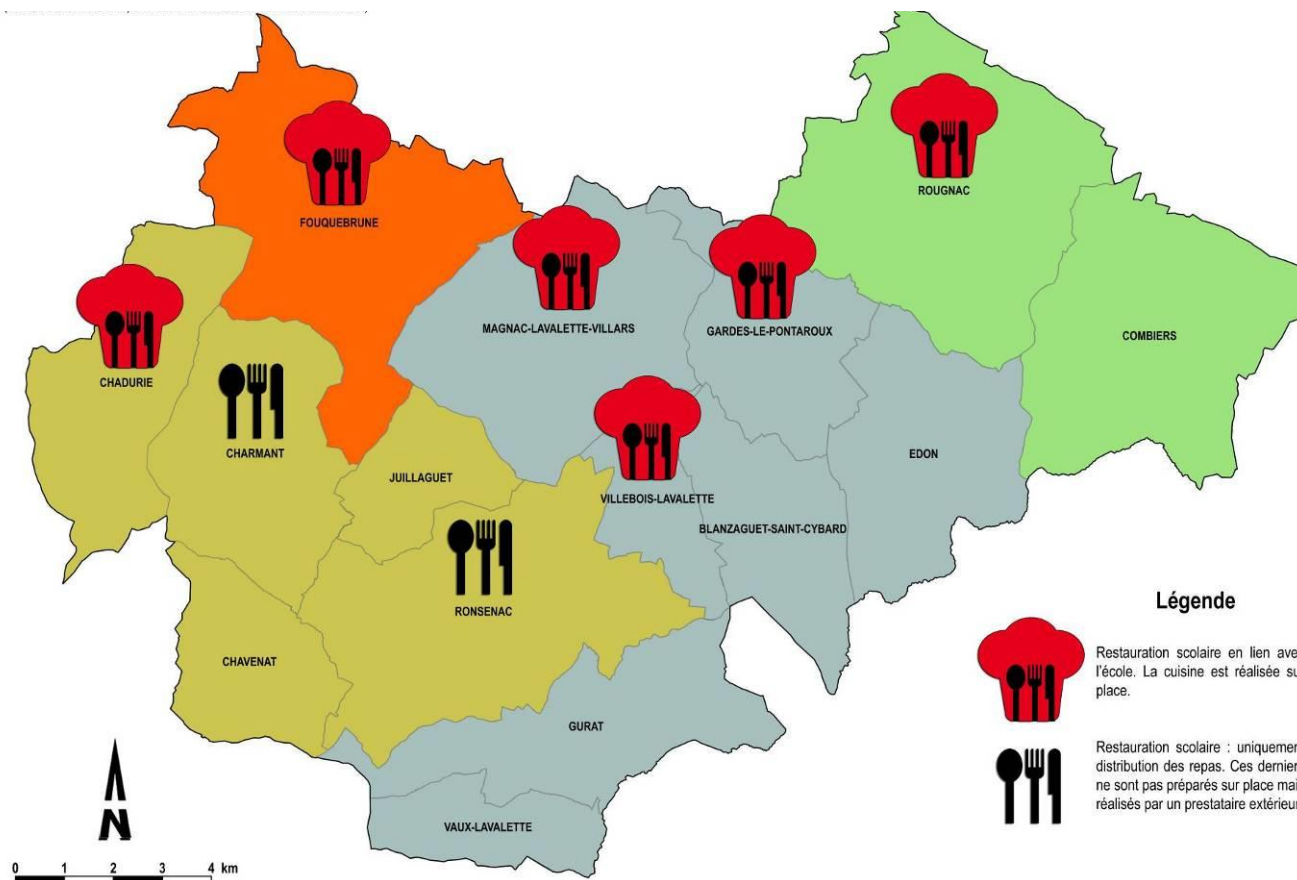 ROUGNAC
FOUQUEBRUNE
MAGNAC-LAVALETTE-VILLARS
GARDES-LE-PONTAROUX
COMBIERS
CHADURIE
CHARMANT
EDON
JUILLAGUET
VILLEBOIS-LAVALETTE
BLANZAGUET-SAINT-CYBARD
RONSENAC
CHAVENAT
GURAT
VAUX-LAVALETTE
Légende
Restauration scolaire en lien ave
l'école. La cuisine est réalisée su
place.
Restauration scolaire : uniquemen
distribution des repas. Ces dernier
ne sont pas préparés sur place mai
réalisés par un prestataire extérieur
N
0 1 2 3 4 km